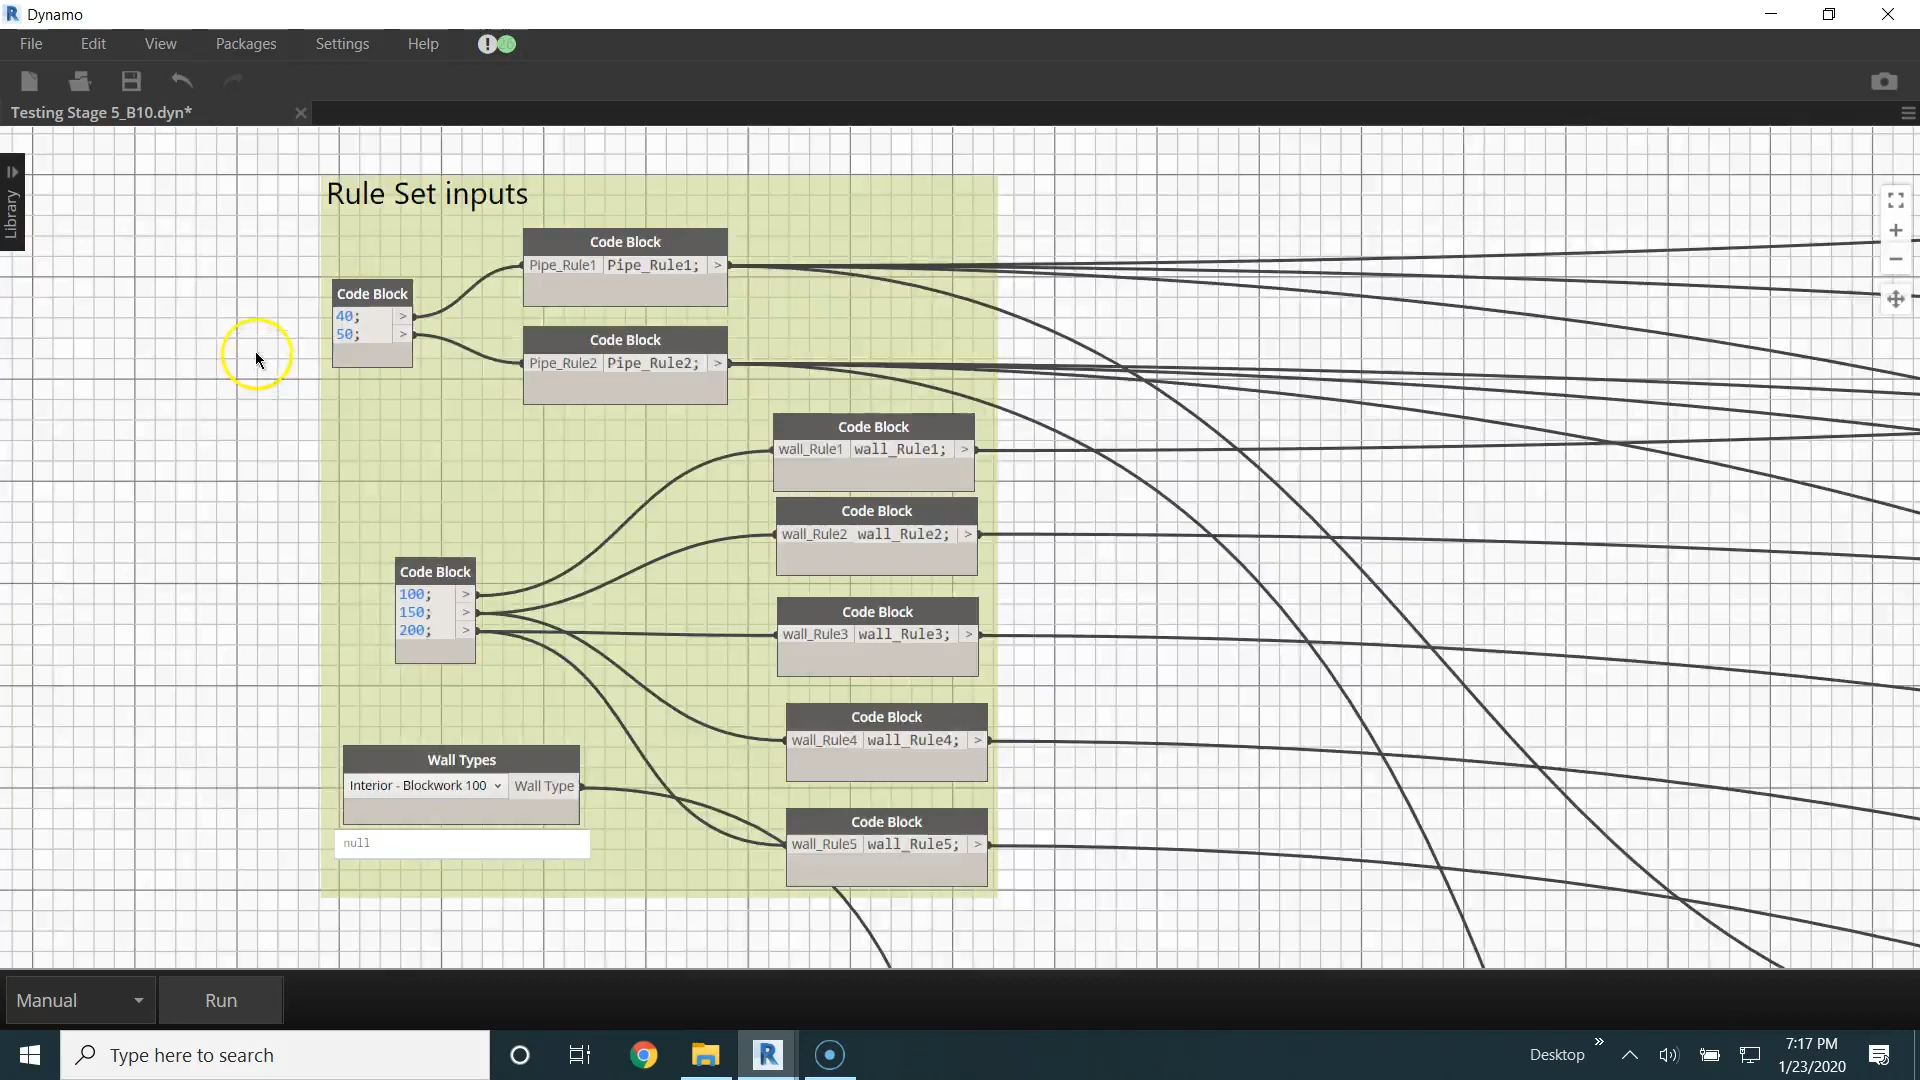 Dynamo
File Edit View Packages Settings Help
Testing Stage 5_B10.dyn*
Library
Rule Set inputs
Code Block
Pipe_Rule1 Pipe_Rule1; >
Code Block
40; >
50; >
Code Block
Pipe_Rule2 Pipe_Rule2; >
Code Block
wall_Rule1 wall_Rule1; >
Code Block
wall_Rule2 wall_Rule2; >
Code Block
100; >
150; >
200; >
Code Block
wall_Rule3 wall_Rule3; >
Code Block
wall_Rule4 wall_Rule4; >
Wall Types
Interior - Blockwork 100 Wall Type
null
Code Block
wall_Rule5 wall_Rule5; >
Manual Run
Type here to search
Desktop
7:17 PM
1/23/2020